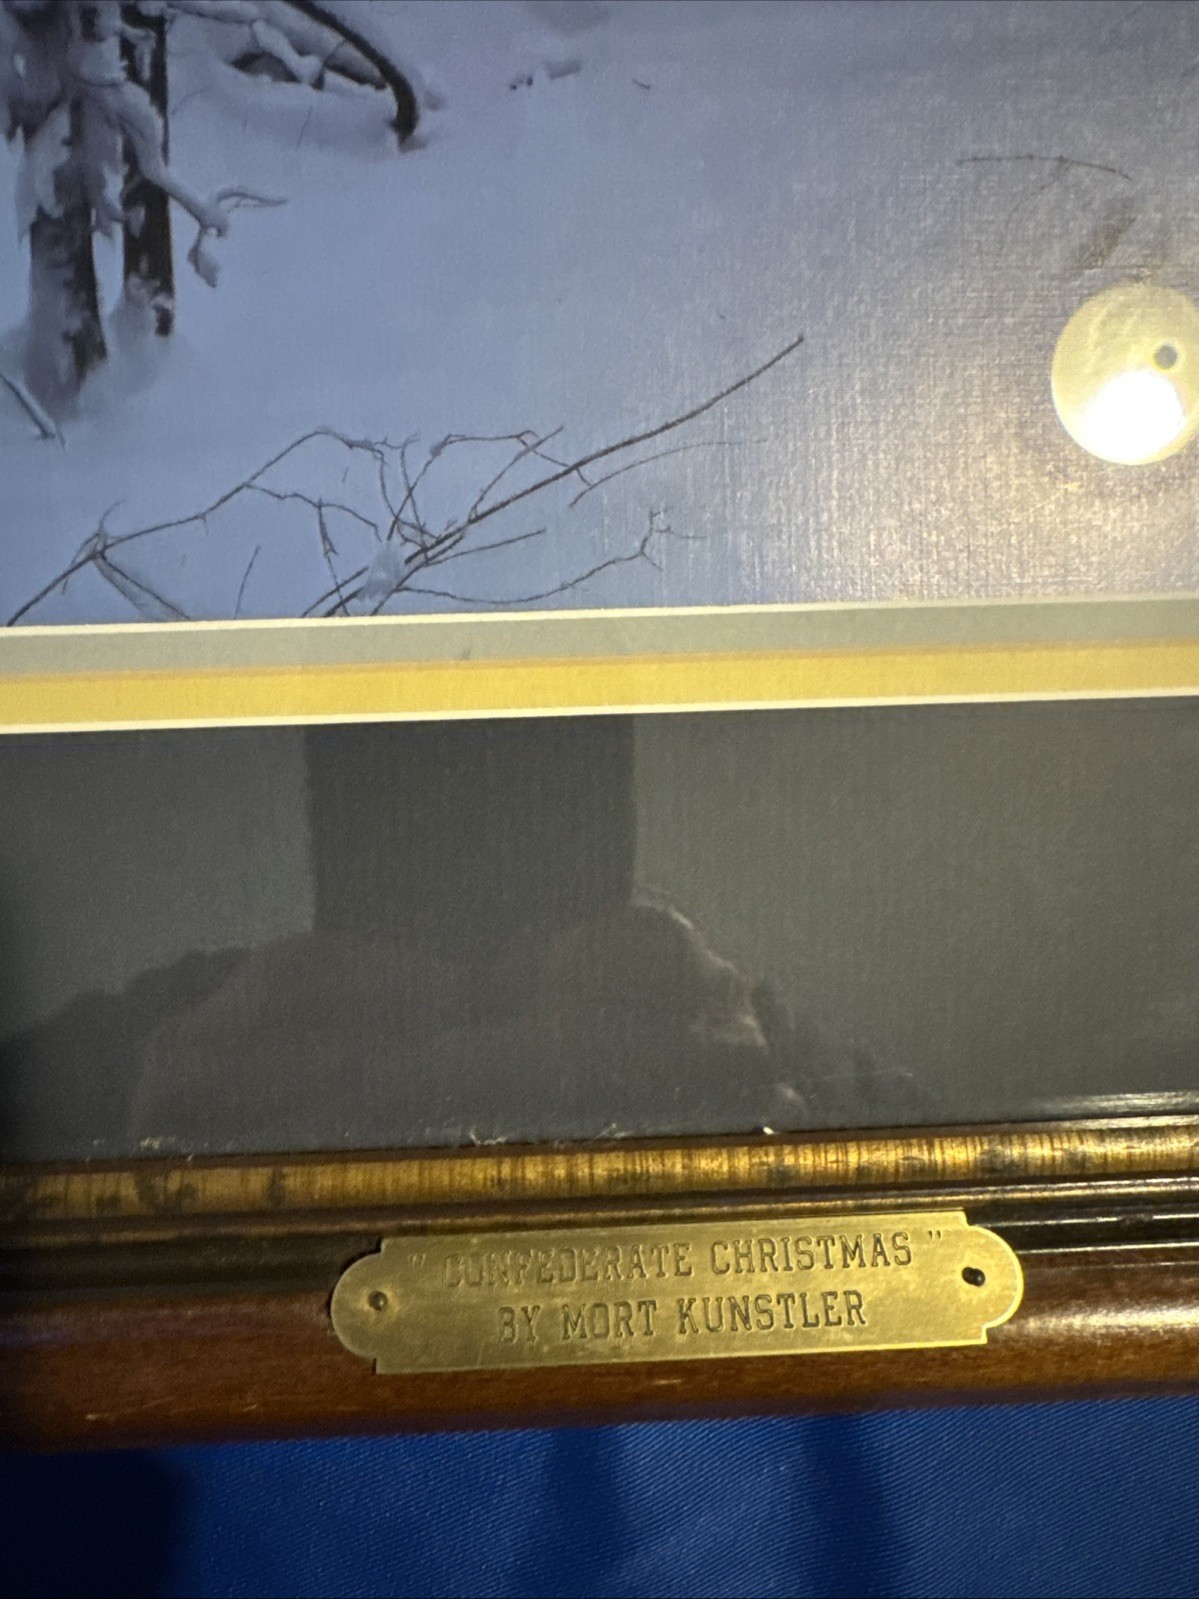 " CONFEDERATE CHRISTMAS "
BY MORT KUNSTLER